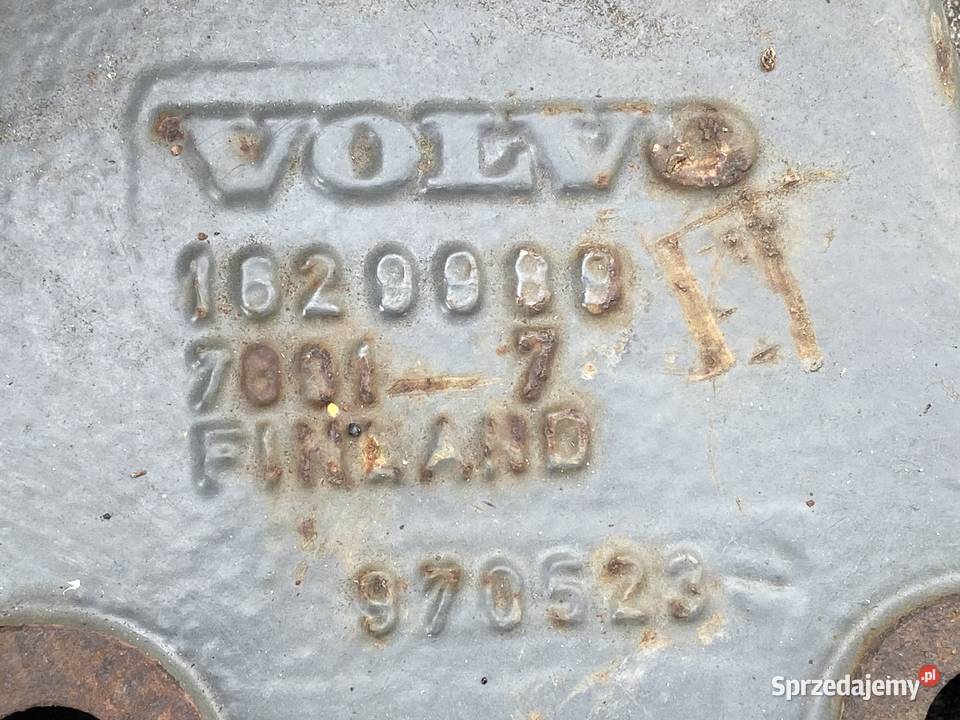 VOLVO
1629989
7001-7
FINLAND
970523
Sprzedajemy.pl